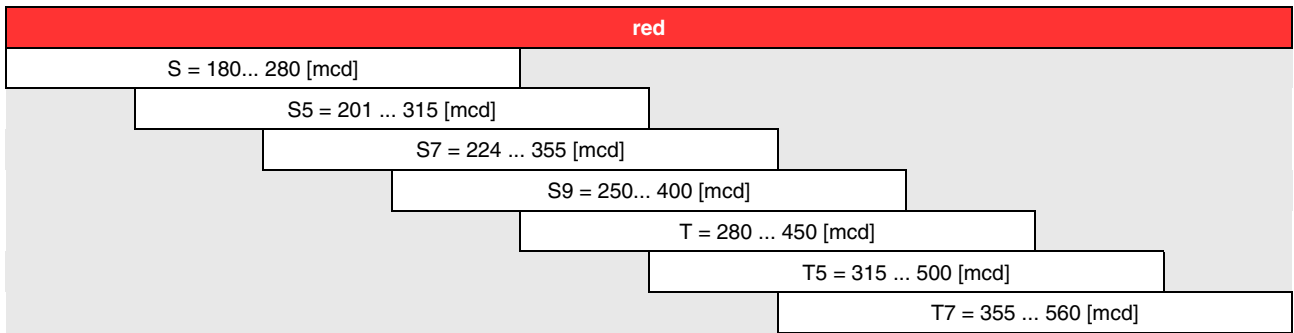 red
S = 180... 280 [mcd]
S5 = 201 ... 315 [mcd]
S7 = 224 ... 355 [mcd]
S9 = 250... 400 [mcd]
T = 280 ... 450 [mcd]
T5 = 315 ... 500 [mcd]
T7 = 355 ... 560 [mcd]